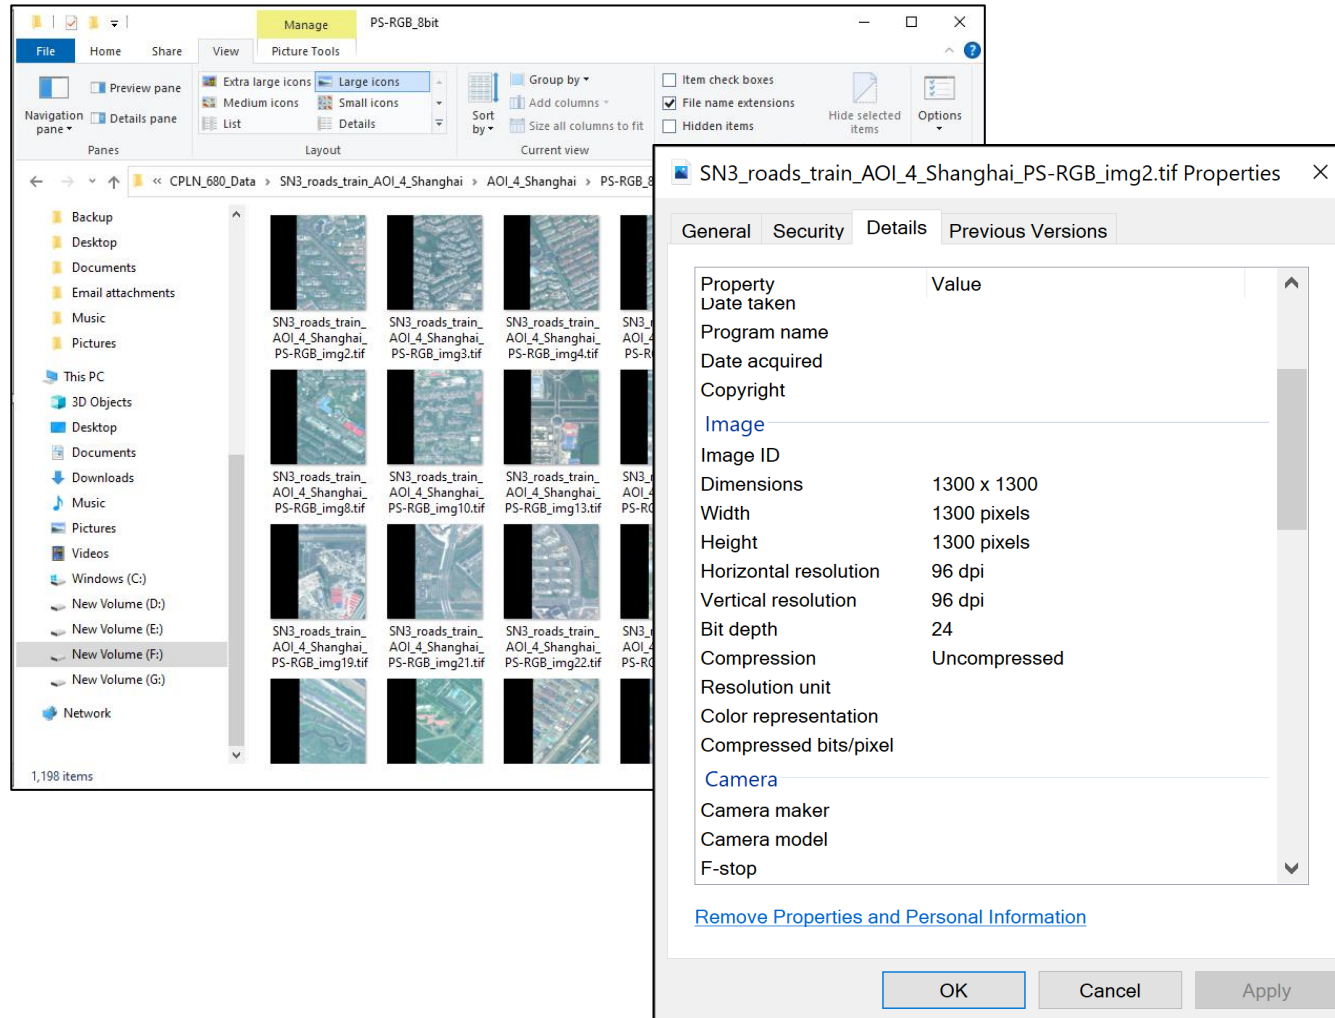 Manage
PS-RGB_8bit
File
Home
Share
View
Picture Tools
Navigation pane
Preview pane
Details pane
Panes
Extra large icons
Large icons
Medium icons
Small icons
List
Details
Layout
Sort by
Group by
Add columns
Size all columns to fit
Current view
Item check boxes
File name extensions
Hidden items
Hide selected items
Options
« CPLN_680_Data › SN3_roads_train_AOI_4_Shanghai › AOI_4_Shanghai › PS-RGB_8
Backup
Desktop
Documents
Email attachments
Music
Pictures
This PC
3D Objects
Desktop
Documents
Downloads
Music
Pictures
Videos
Windows (C:)
New Volume (D:)
New Volume (E:)
New Volume (F:)
New Volume (G:)
Network
1,198 items
SN3_roads_train_
AOI_4_Shanghai_
PS-RGB_img2.tif
SN3_roads_train_
AOI_4_Shanghai_
PS-RGB_img3.tif
SN3_roads_train_
AOI_4_Shanghai_
PS-RGB_img4.tif
SN3_roads_train_
AOI_4_Shanghai_
PS-RGB_img8.tif
SN3_roads_train_
AOI_4_Shanghai_
PS-RGB_img10.tif
SN3_roads_train_
AOI_4_Shanghai_
PS-RGB_img13.tif
SN3_roads_train_
AOI_4_Shanghai_
PS-RGB_img19.tif
SN3_roads_train_
AOI_4_Shanghai_
PS-RGB_img21.tif
SN3_roads_train_
AOI_4_Shanghai_
PS-RGB_img22.tif
SN3_roads_train_AOI_4_Shanghai_PS-RGB_img2.tif Properties
General
Security
Details
Previous Versions
Property Value
Date taken
Program name
Date acquired
Copyright
Image
Image ID
Dimensions 1300 x 1300
Width 1300 pixels
Height 1300 pixels
Horizontal resolution 96 dpi
Vertical resolution 96 dpi
Bit depth 24
Compression Uncompressed
Resolution unit
Color representation
Compressed bits/pixel
Camera
Camera maker
Camera model
F-stop
Remove Properties and Personal Information
OK
Cancel
Apply